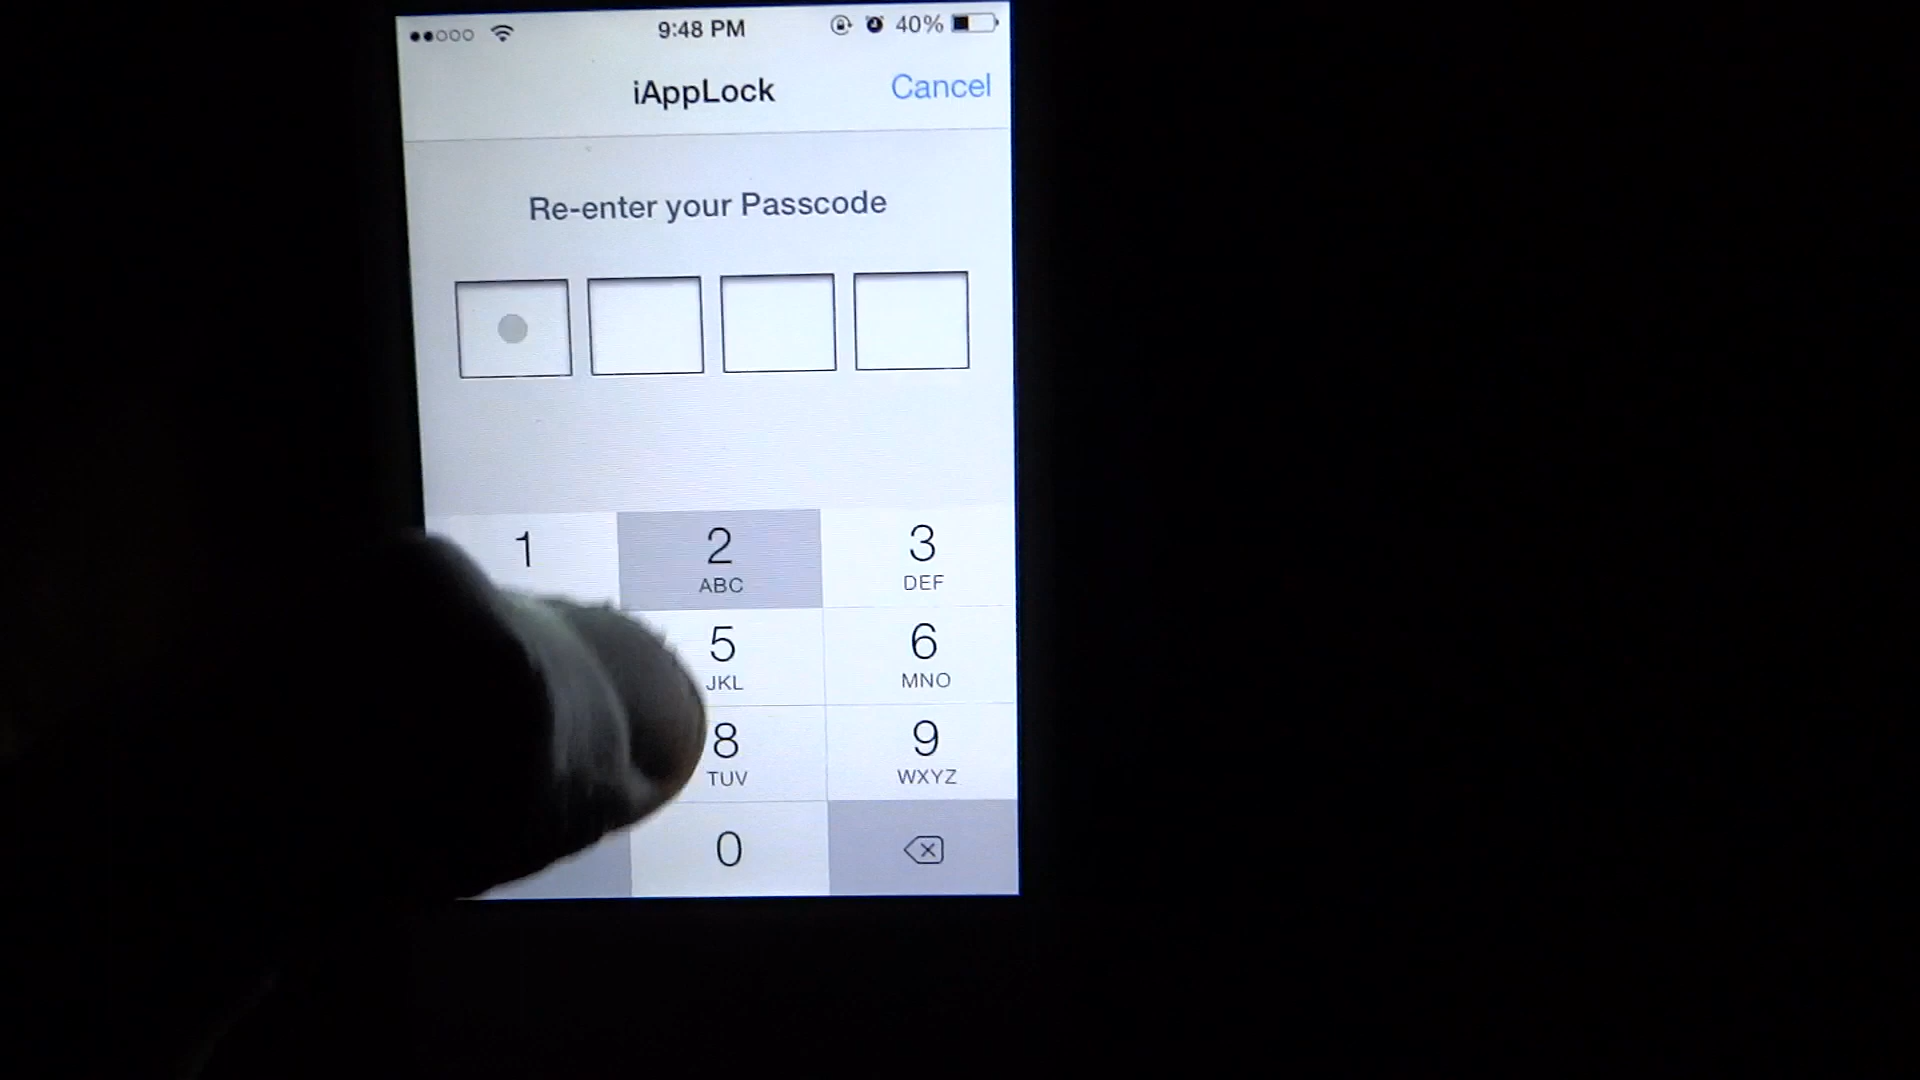 9:48 PM 40%
iAppLock Cancel
Re-enter your Passcode
1 2 3
ABC DEF
5 6
JKL MNO
8 9
TUV WXYZ
0